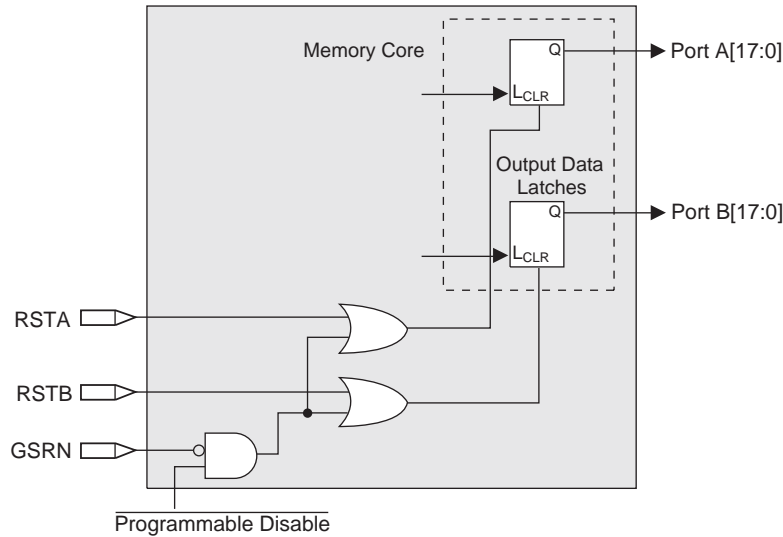 Memory Core
Q
Port A[17:0]
LCLR
Output Data
Latches
Q
Port B[17:0]
LCLR
RSTA
RSTB
GSRN
Programmable Disable